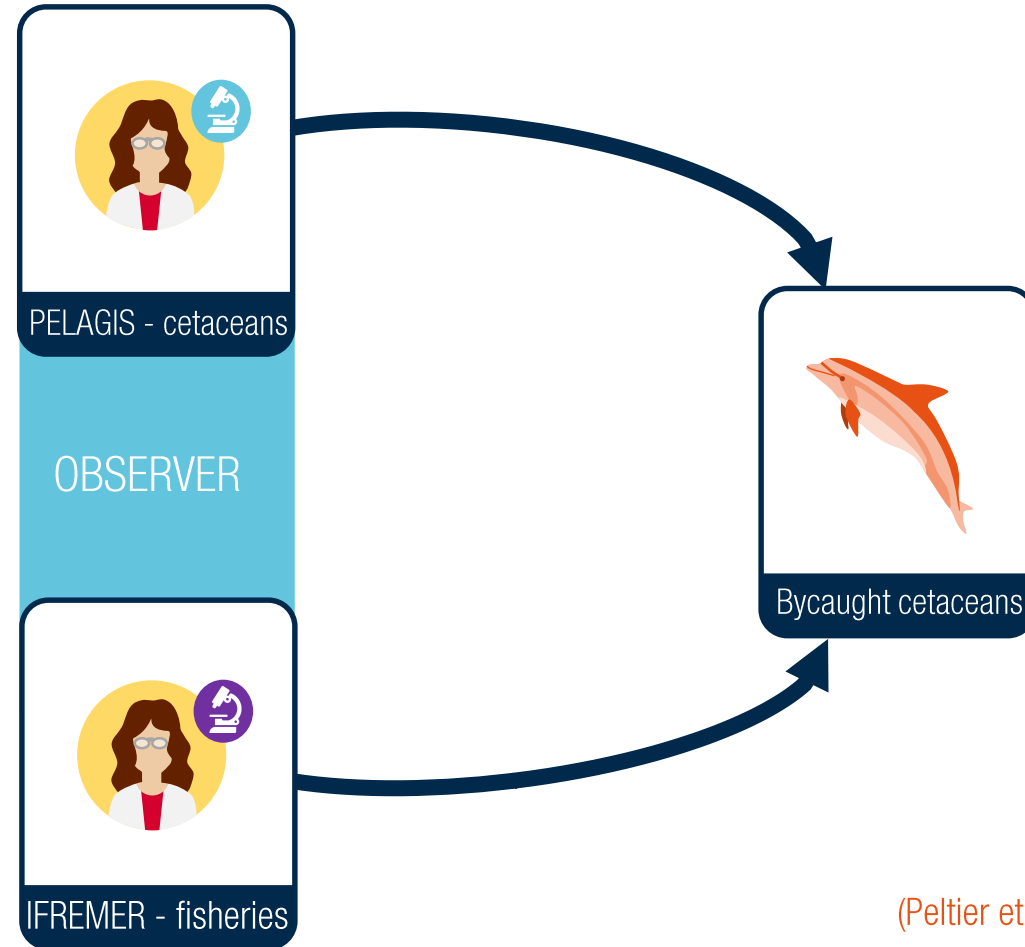 PELAGIS - cetaceans
OBSERVER
Bycaught cetaceans
IFREMER - fisheries
(Peltier et